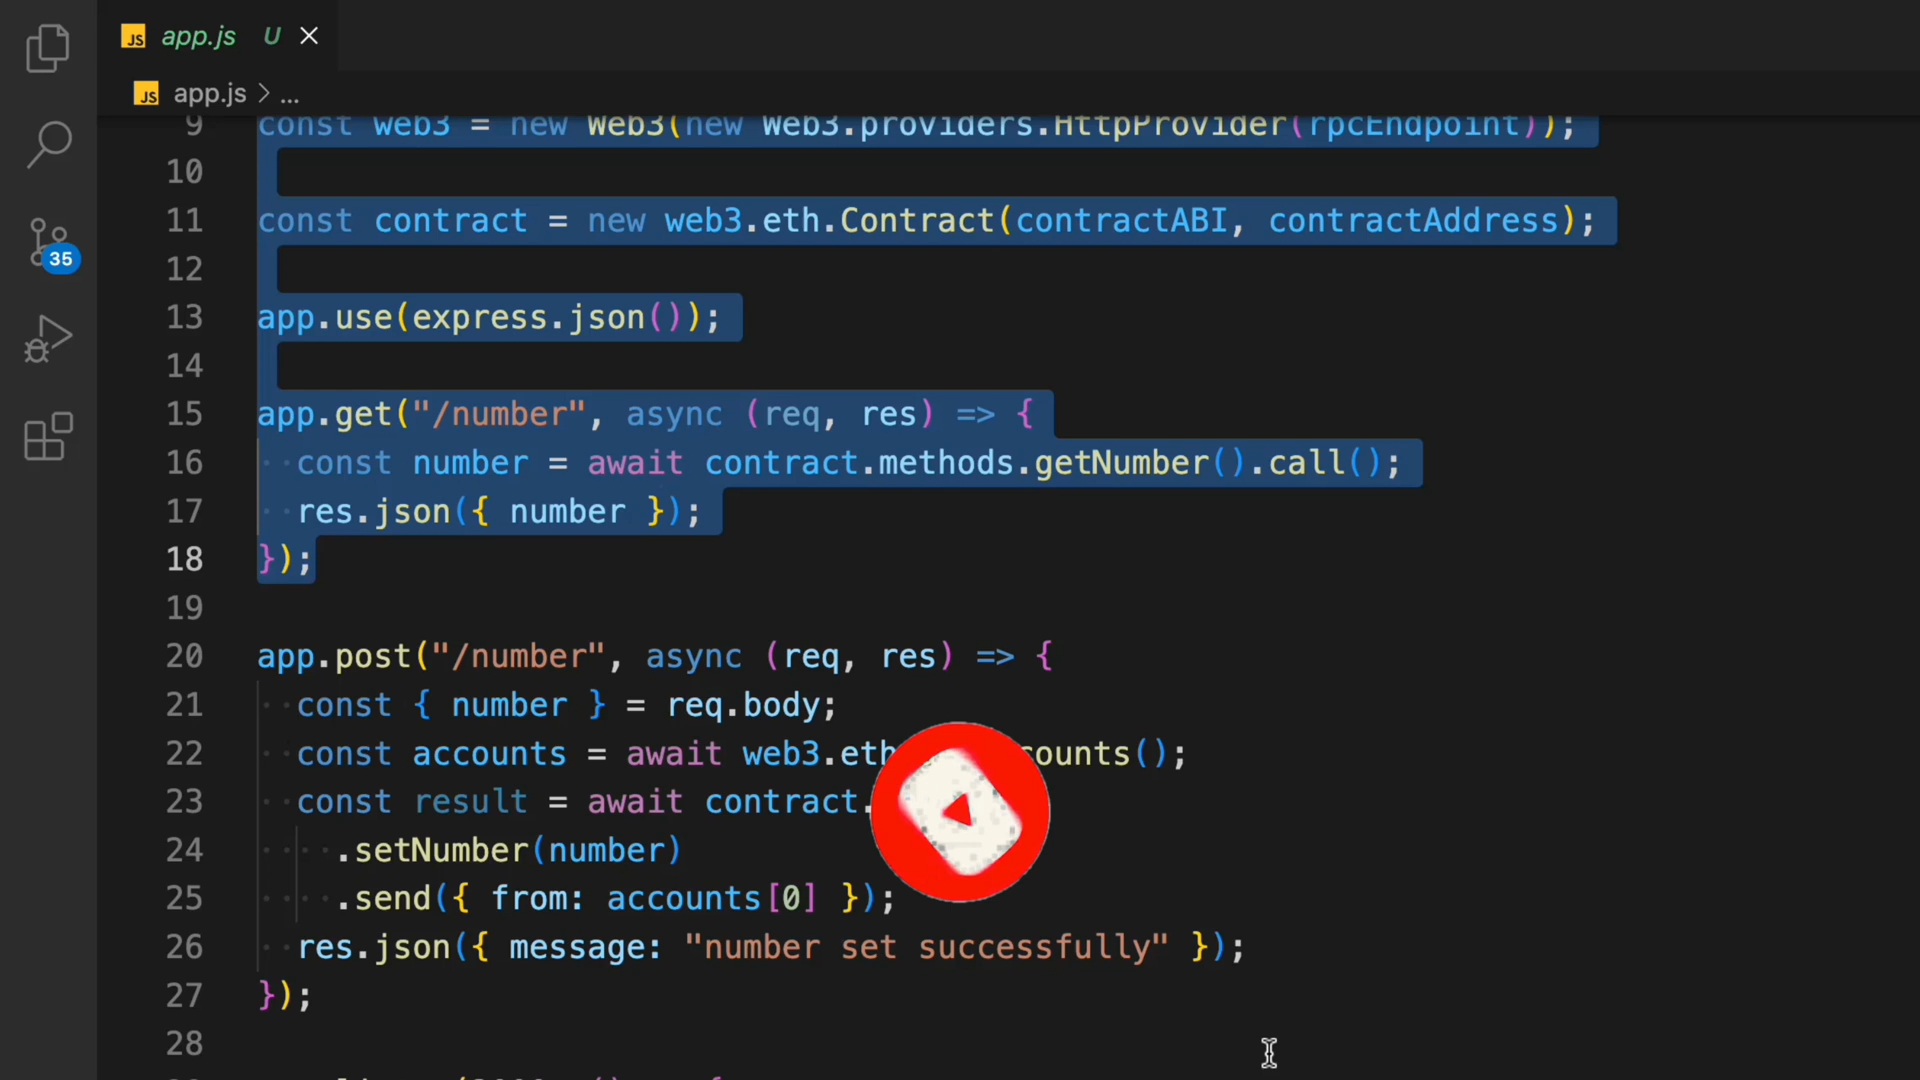 JS app.js U
JS app.js > ...
9 const web3 = new Web3(new Web3.providers.HttpProvider(rpcEndpoint));
10
11 const contract = new web3.eth.Contract(contractABI, contractAddress);
12
35
13 app.use(express.json());
14
15 app.get("/number", async (req, res) => {
16 const number = await contract.methods.getNumber().call();
17 res.json({ number });
18 });
19
20 app.post("/number", async (req, res) => {
21 const { number } = req.body;
22 const accounts = await web3.eth counts();
23 const result = await contract.
24 .setNumber(number)
25 .send({ from: accounts[0] });
26 res.json({ message: "number set successfully" });
27 });
28